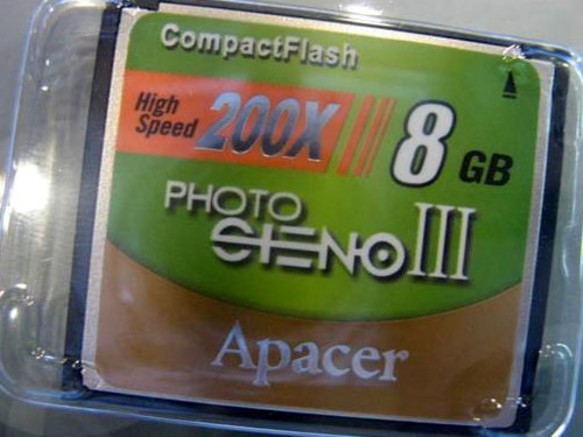 CompactFlash
High Speed 200X 8 GB
PHOTO
STENO III
Apacer